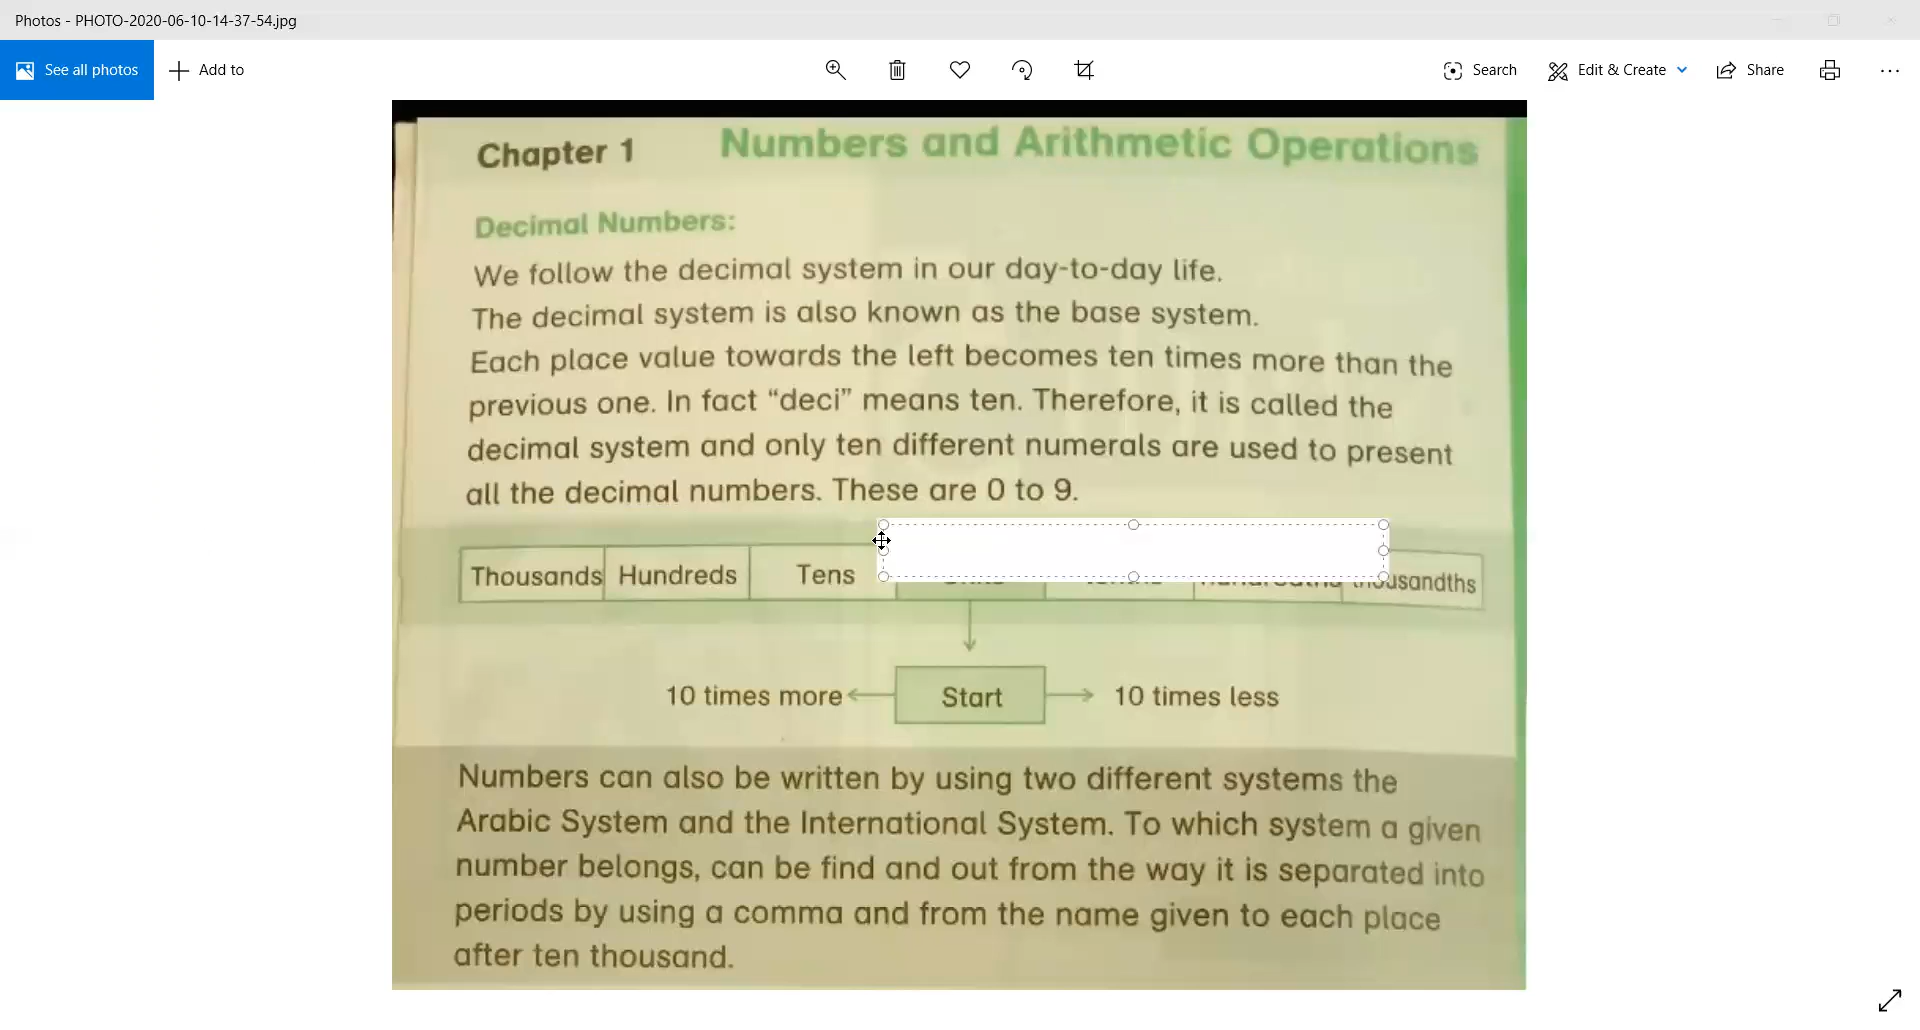 Photos - PHOTO-2020-06-10-14-37-54.jpg
See all photos Add to Search Edit & Create Share
Chapter 1 Numbers and Arithmetic Operations
Decimal Numbers:
We follow the decimal system in our day-to-day life.
The decimal system is also known as the base system.
Each place value towards the left becomes ten times more than the
previous one. In fact “deci” means ten. Therefore, it is called the
decimal system and only ten different numerals are used to present
all the decimal numbers. These are 0 to 9.
Thousands Hundreds Tens
10 times more Start 10 times less
Numbers can also be written by using two different systems the
Arabic System and the International System. To which system a given
number belongs, can be find and out from the way it is separated into
periods by using a comma and from the name given to each place
after ten thousand.